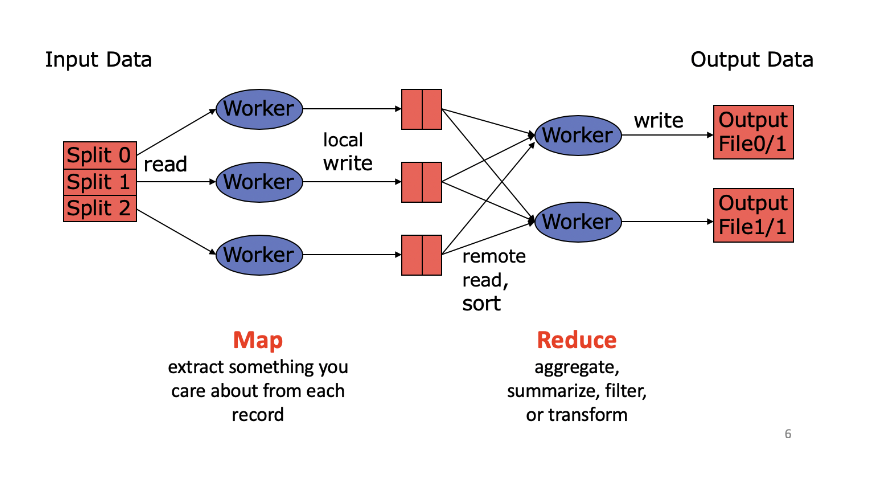 Input Data
Output Data
Split 0
Split 1
Split 2
read
Worker
Worker
Worker
local
write
remote
read,
sort
Worker
Worker
write
Output
File0/1
Output
File1/1
Map
extract something you
care about from each
record
Reduce
aggregate,
summarize, filter,
or transform
6